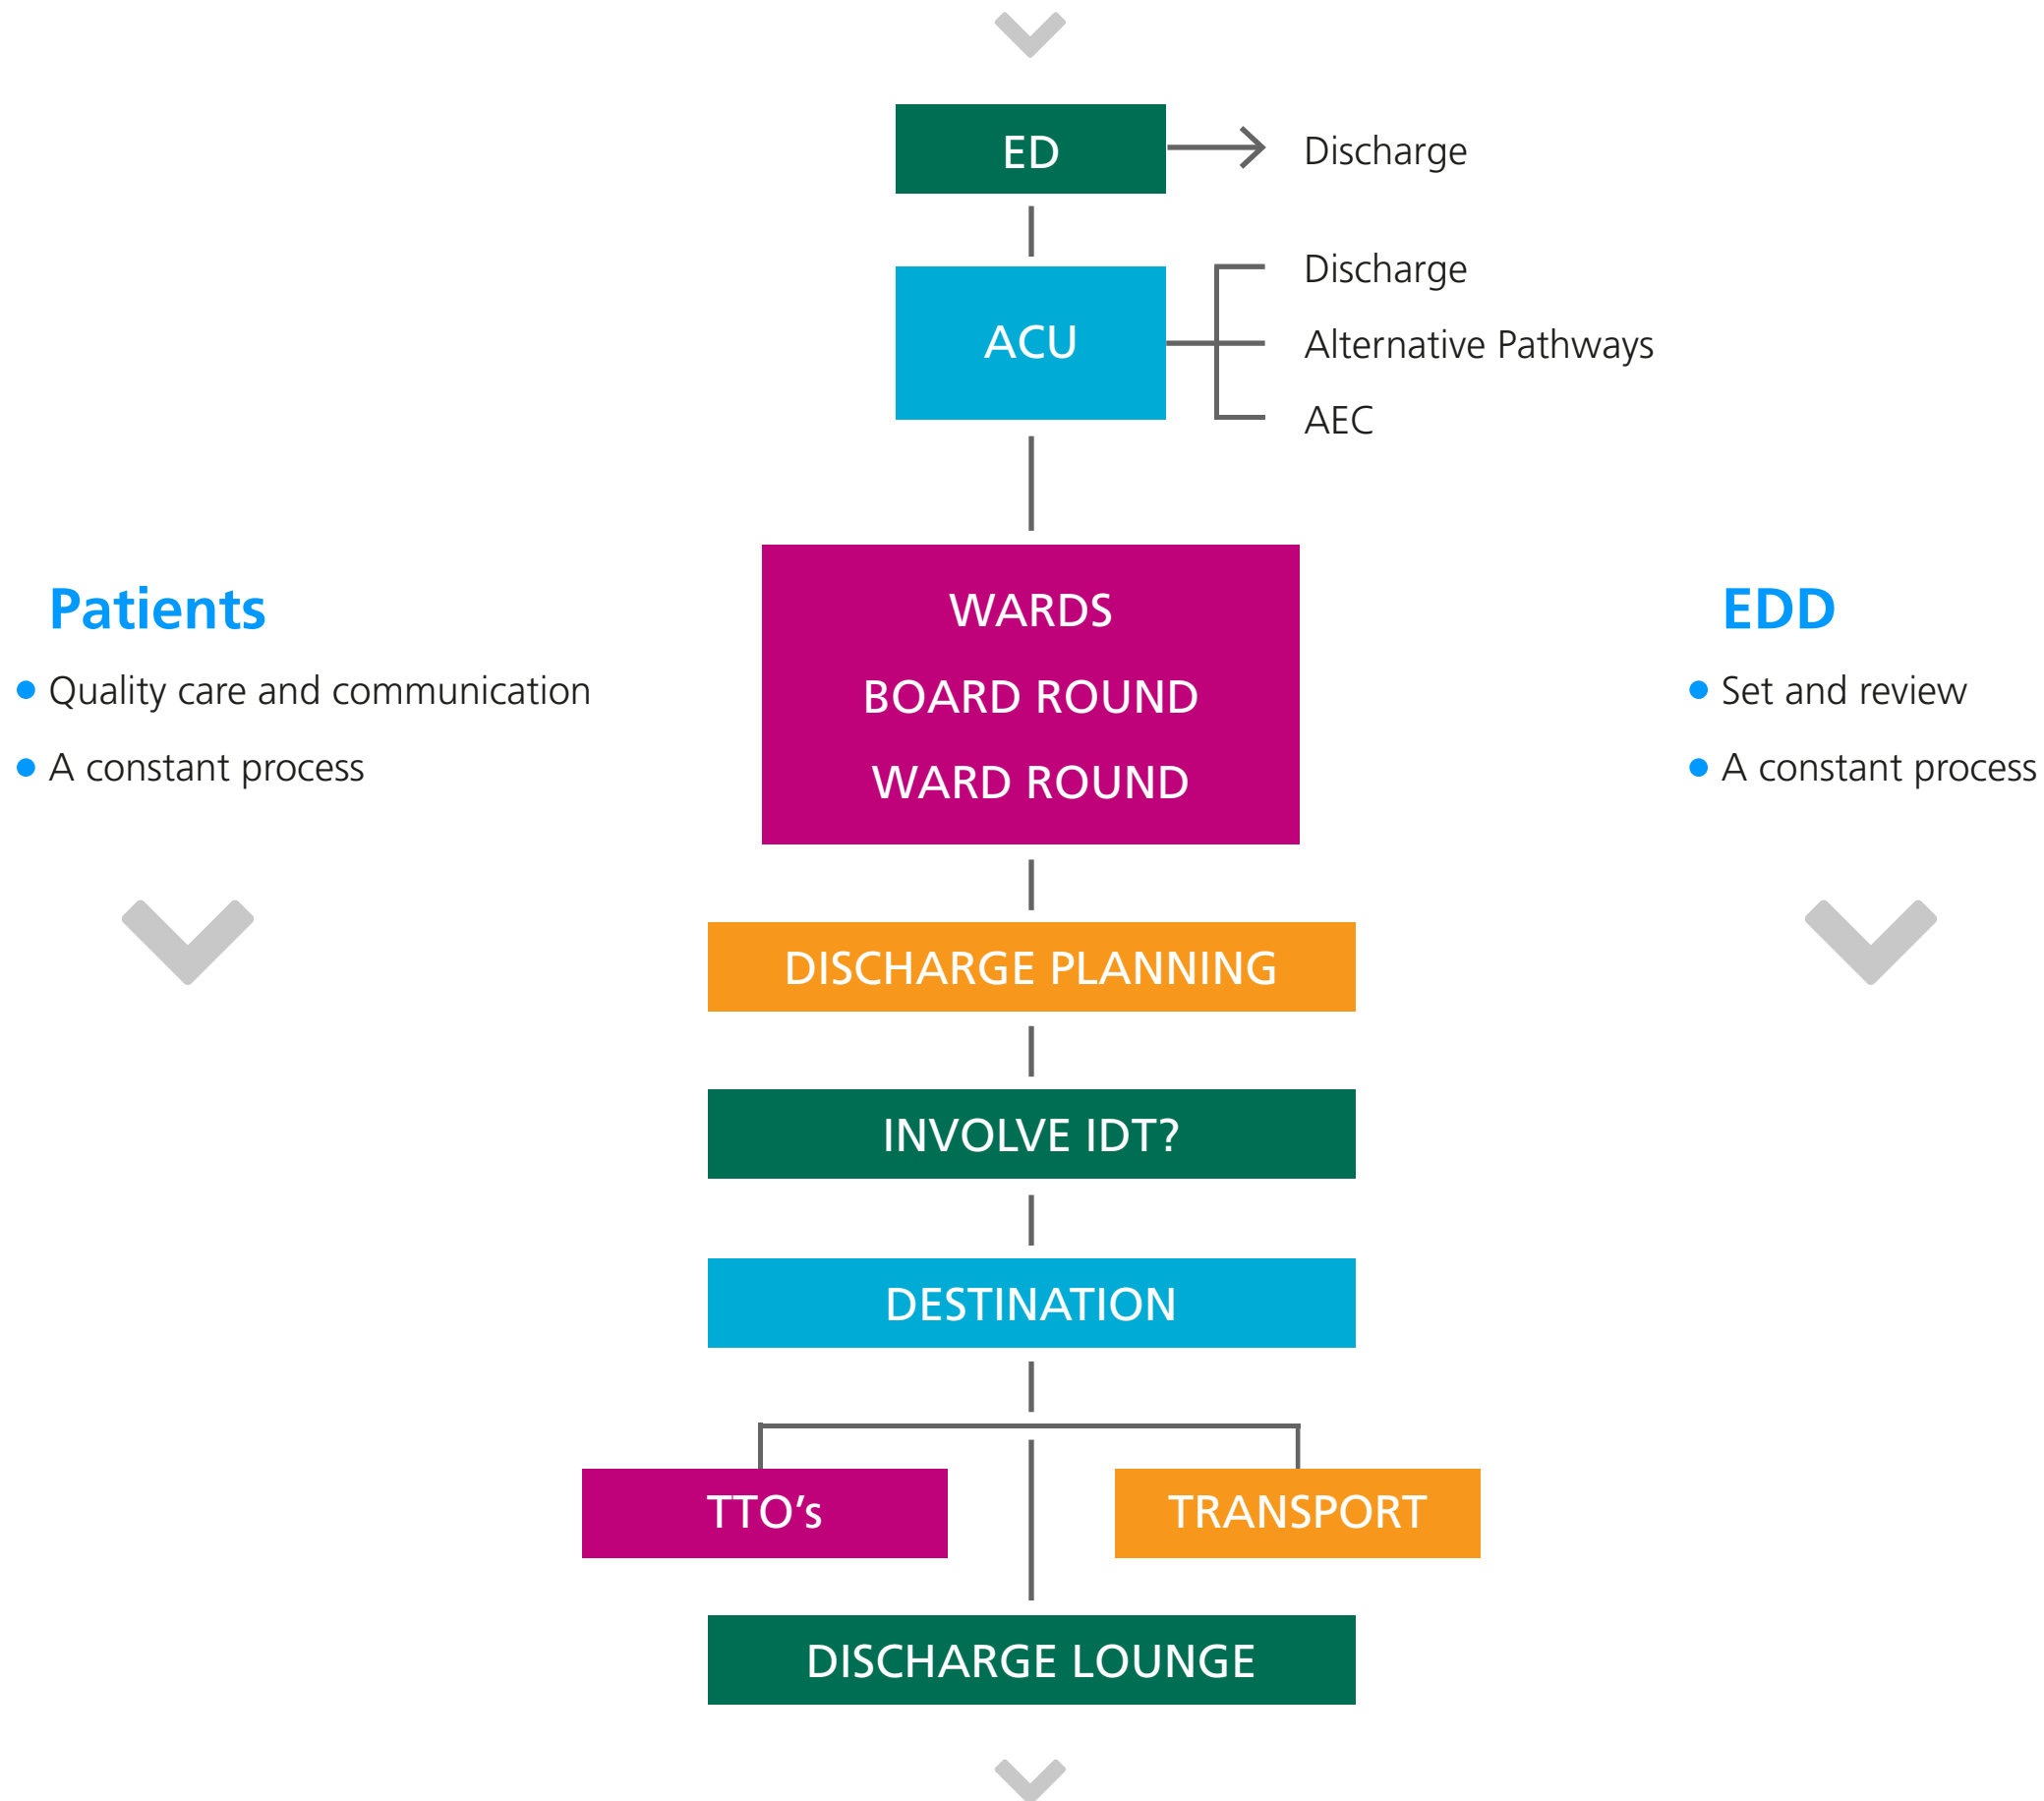 ED
Discharge
ACU
Discharge
Alternative Pathways
AEC
Patients
Quality care and communication
A constant process
WARDS
BOARD ROUND
WARD ROUND
EDD
Set and review
A constant process
DISCHARGE PLANNING
INVOLVE IDT?
DESTINATION
TTO’s
TRANSPORT
DISCHARGE LOUNGE